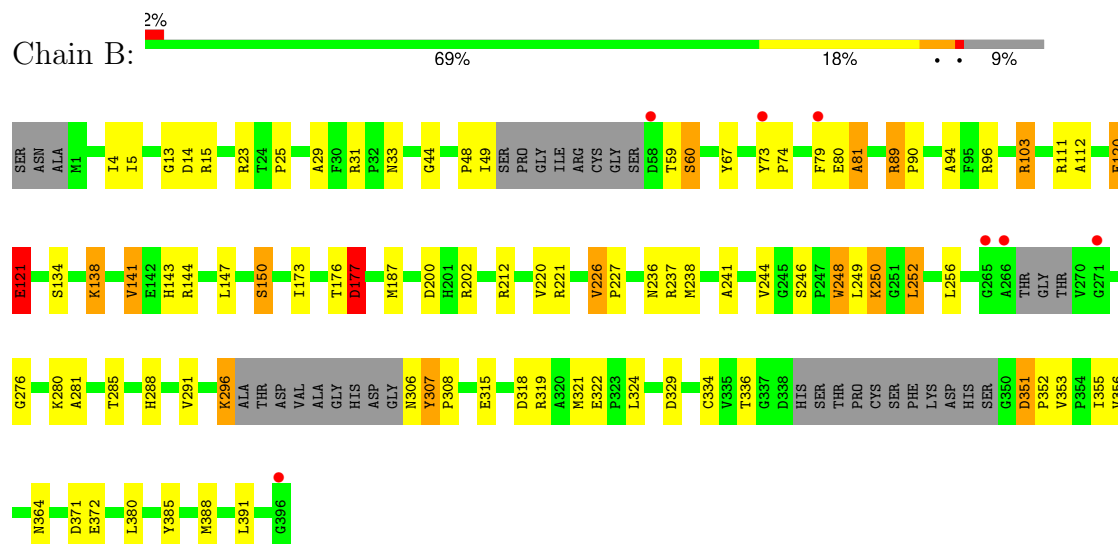 2%
Chain B:
69% 18% • • 9%
SER ASN ALA M1 I4 I5 G13 D14 R15 R23 T24 P25 A29 F30 R31 P32 N33 G44 P48 I49 SER PRO GLY ILE ARG CYS GLY SER D58 T59 S60 Y67 Y73 P74 F79 E80 A81 R89 P90 A94 F95 R96 R103 R111 A112 E120
E121 S134 K138 V141 E142 H143 R144 L147 S150 I173 T176 D177 M187 D200 H201 R202 R212 V220 R221 V226 P227 N236 R237 M238 A241 V244 G245 S246 P247 W248 L249 K250 G251 L252 L256 G265 A266 THR GLY THR V270 G271
G276 K280 A281 T285 H288 V291 K296 ALA THR ASP VAL ALA GLY HIS ASP GLY N306 Y307 P308 E315 D318 R319 A320 M321 E322 P323 L324 D329 C334 V335 T336 G337 D338 HIS SER THR PRO CYS SER PHE LYS ASP HIS SER G350 D351 P352 V353 P354 I355 V356
N364 D371 E372 L380 Y385 M388 L391 G396